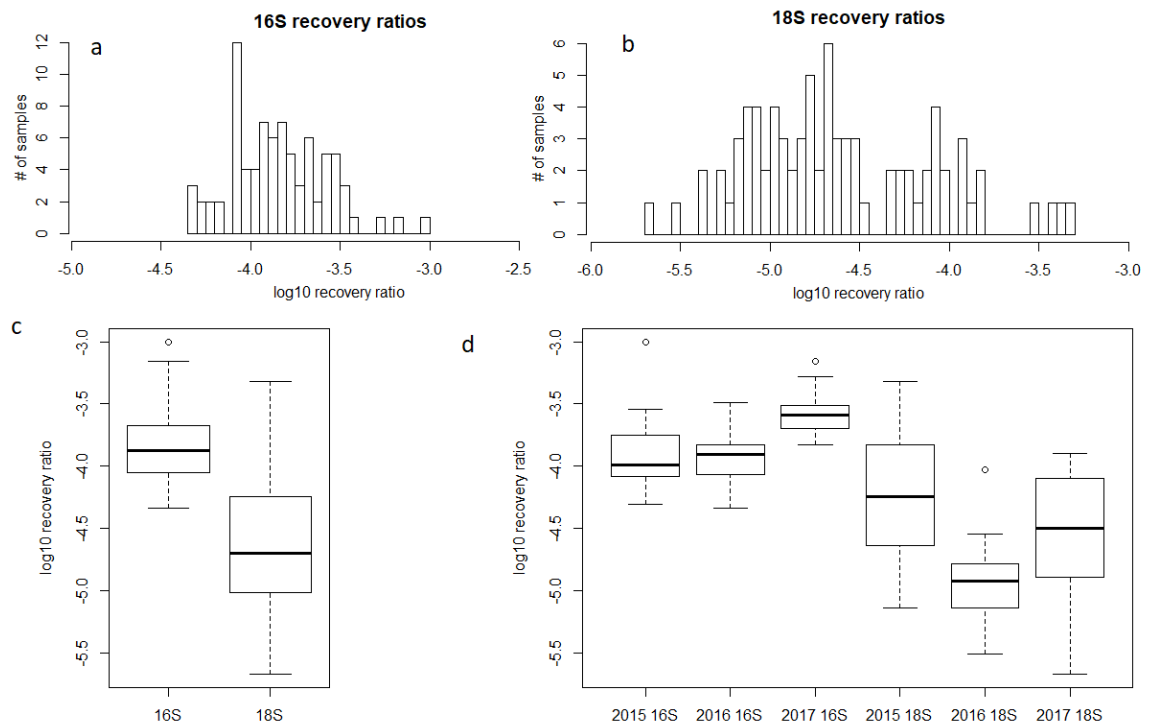 16S recovery ratios
a
# of samples
12
10
8
6
4
2
0
-5.0 -4.5 -4.0 -3.5 -3.0 -2.5
log10 recovery ratio
18S recovery ratios
b
# of samples
6
5
4
3
2
1
0
-6.0 -5.5 -5.0 -4.5 -4.0 -3.5 -3.0
log10 recovery ratio
c
log10 recovery ratio
-3.0
-3.5
-4.0
-4.5
-5.0
-5.5
16S 18S
d
log10 recovery ratio
-3.0
-3.5
-4.0
-4.5
-5.0
-5.5
2015 16S 2016 16S 2017 16S 2015 18S 2016 18S 2017 18S